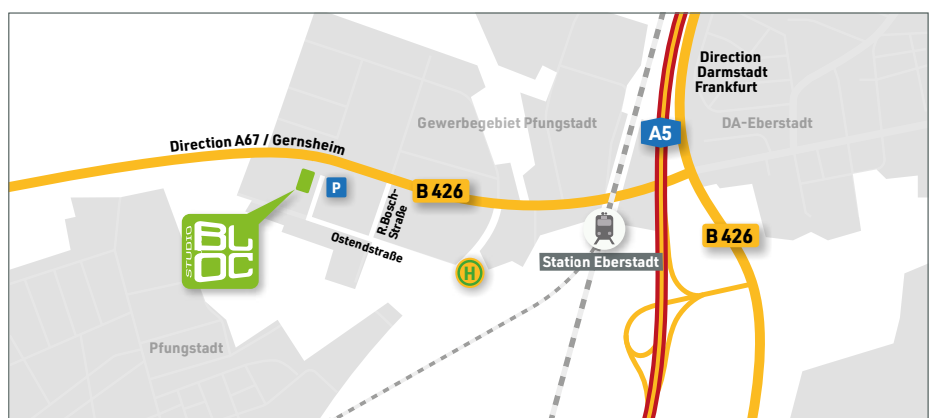 Direction
Darmstadt
Frankfurt
Gewerbegebiet Pfungstadt
A5
DA-Eberstadt
Direction A67 / Gernsheim
P
B 426
R.Bosch-
Straße
Ostendstraße
STUDIO
BL
OC
B 426
Station Eberstadt
H
Pfungstadt